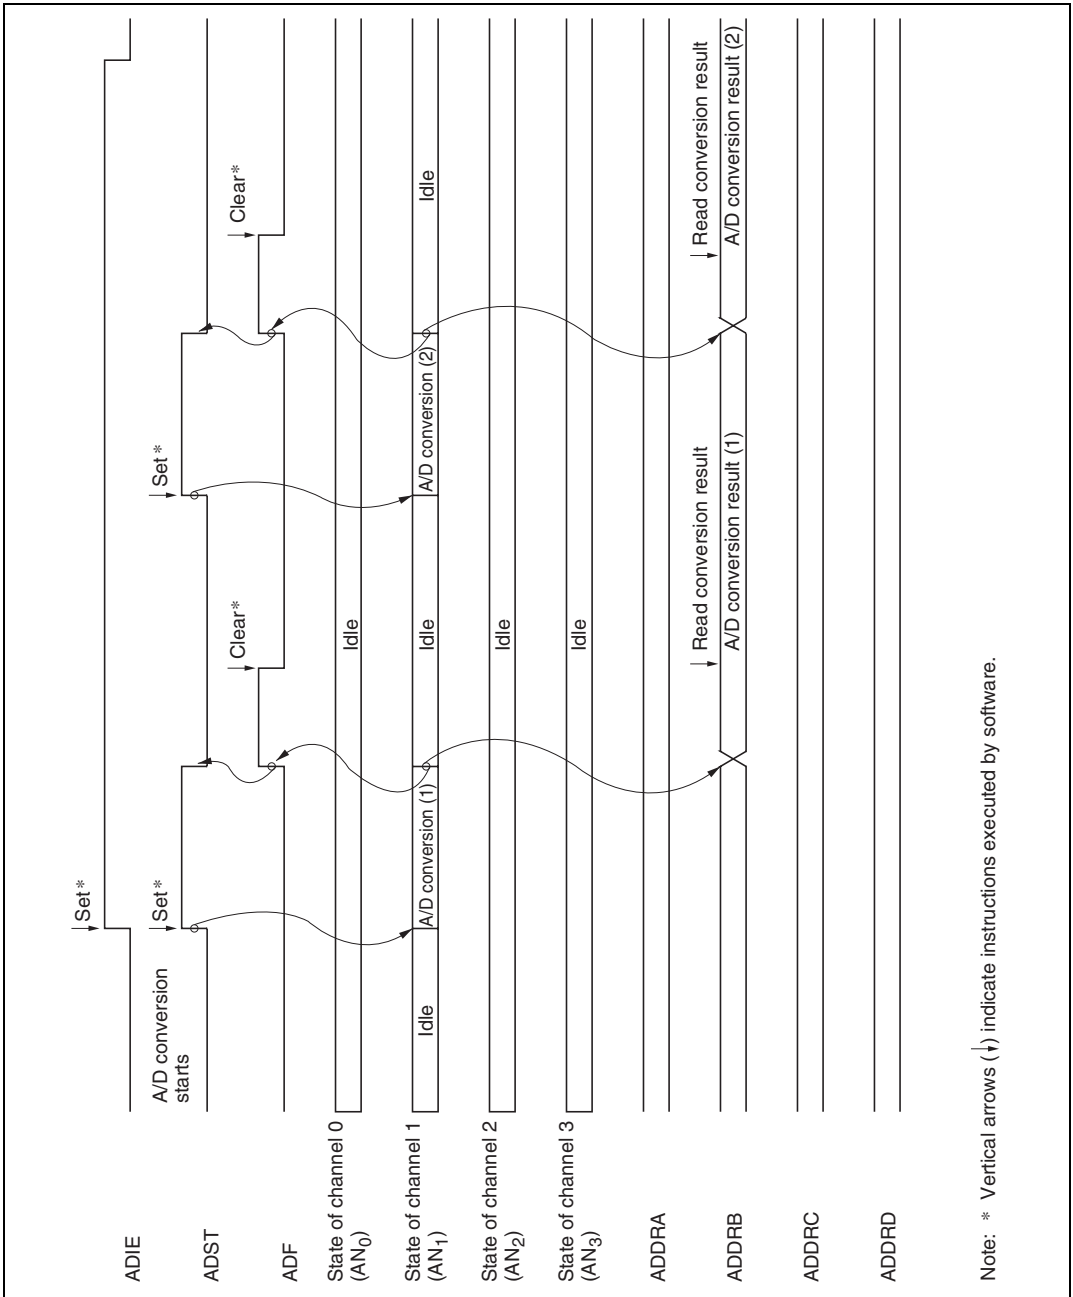 ADIE
Set*
A/D conversion
starts
Set*
Set*
ADST
Clear*
Clear*
ADF
State of channel 0
(AN0)
Idle
State of channel 1
(AN1)
Idle
A/D conversion (1)
Idle
A/D conversion (2)
Idle
State of channel 2
(AN2)
Idle
State of channel 3
(AN3)
Idle
ADDRA
Read conversion result
Read conversion result
ADDRB
A/D conversion result (1)
A/D conversion result (2)
ADDRC
ADDRD
Note: * Vertical arrows (↓) indicate instructions executed by software.